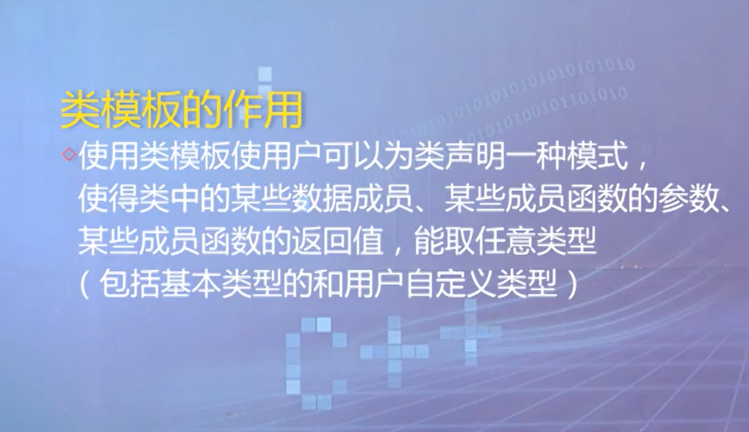 1010101010101010
10101001011010101
类模板的作用
使用类模板使用户可以为类声明一种模式，
使得类中的某些数据成员、某些成员函数的参数、
某些成员函数的返回值，能取任意类型
（包括基本类型的和用户自定义类型）
C++